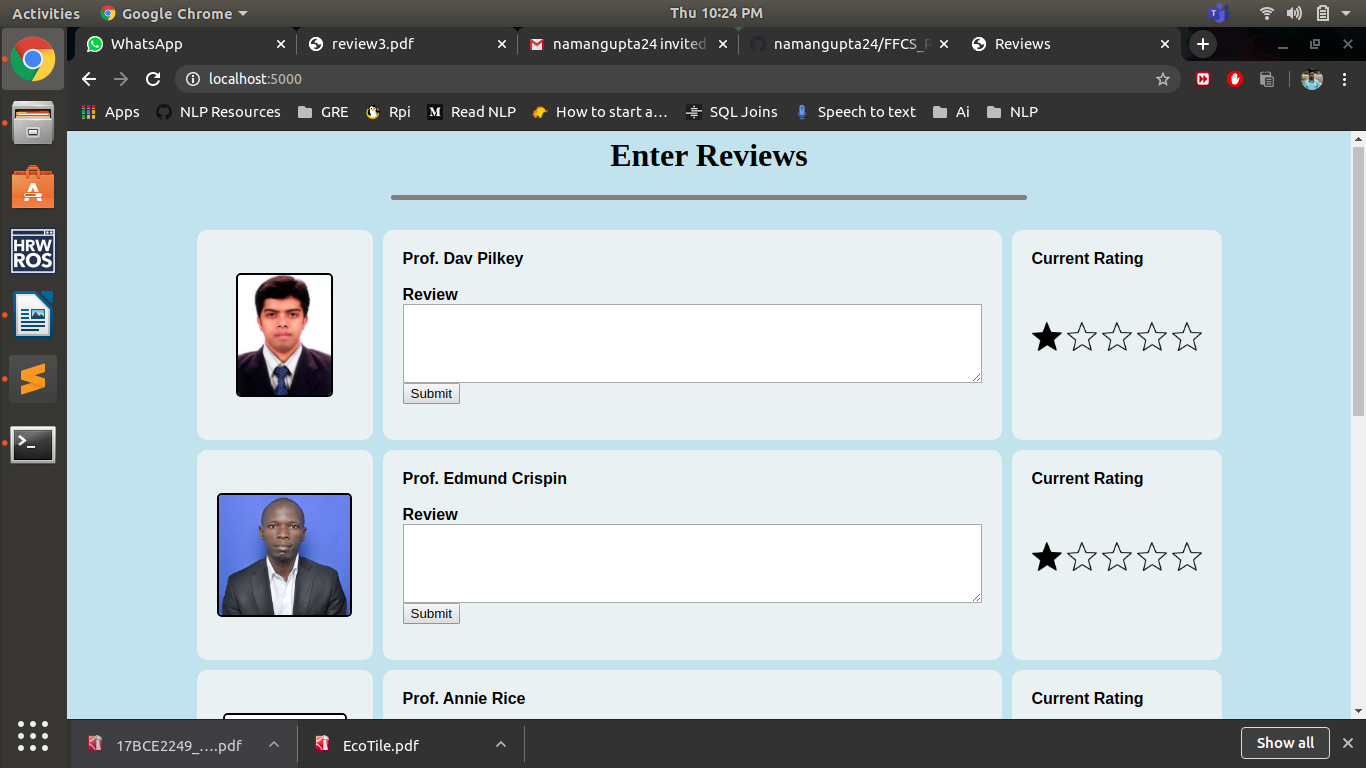 Activities Google Chrome Thu 10:24 PM
WhatsApp review3.pdf namangupta24 invited namangupta24/FFCS_ Reviews
localhost:5000
Apps NLP Resources GRE Rpi Read NLP How to start a… SQL Joins Speech to text Ai NLP
Enter Reviews
Prof. Dav Pilkey
Current Rating
Review
Submit
Prof. Edmund Crispin
Current Rating
Review
Submit
Prof. Annie Rice
Current Rating
HRW
ROS
17BCE2249_....pdf EcoTile.pdf Show all